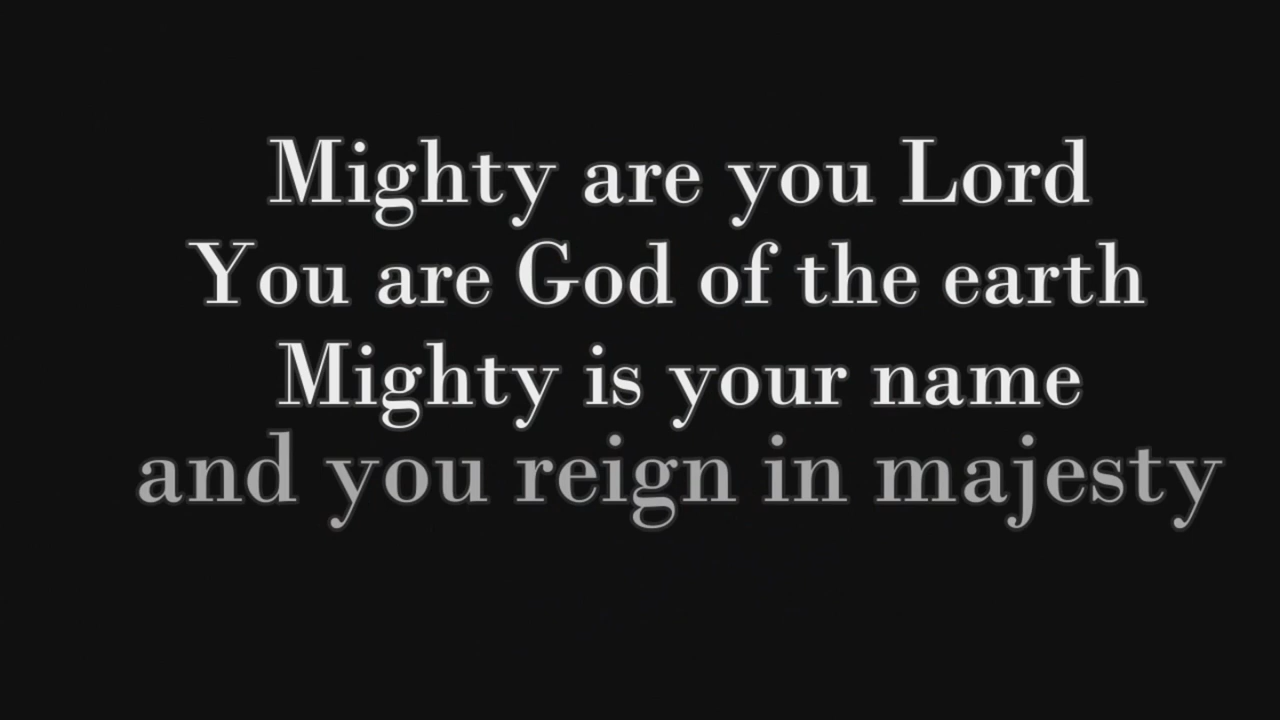 Mighty are you Lord
You are God of the earth
Mighty is your name
and you reign in majesty